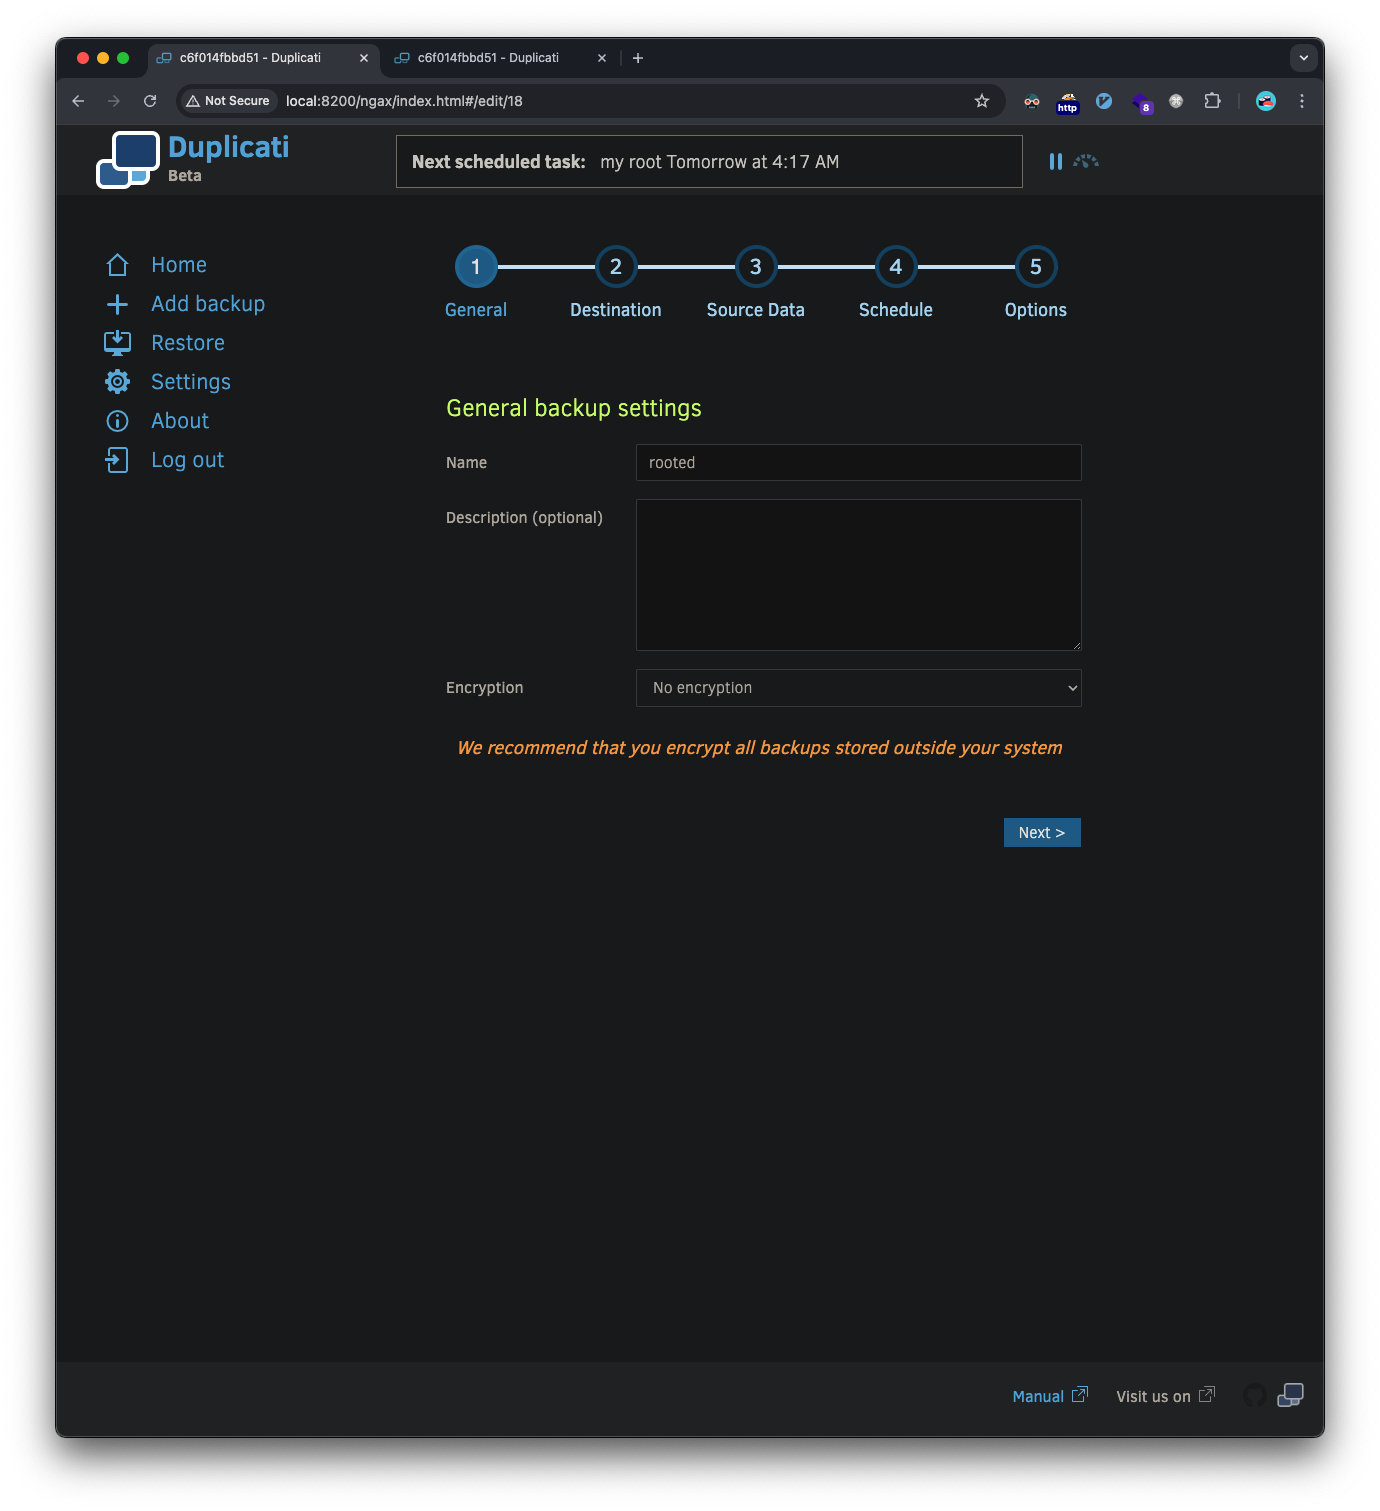 c6f014fbbd51 - Duplicati
c6f014fbbd51 - Duplicati
Not Secure
local:8200/ngax/index.html#/edit/18
http
8
Duplicati
Beta
Next scheduled task: my root Tomorrow at 4:17 AM
Home
Add backup
Restore
Settings
About
Log out
1
2
3
4
5
General
Destination
Source Data
Schedule
Options
General backup settings
Name
rooted
Description (optional)
Encryption
No encryption
We recommend that you encrypt all backups stored outside your system
Next >
Manual
Visit us on